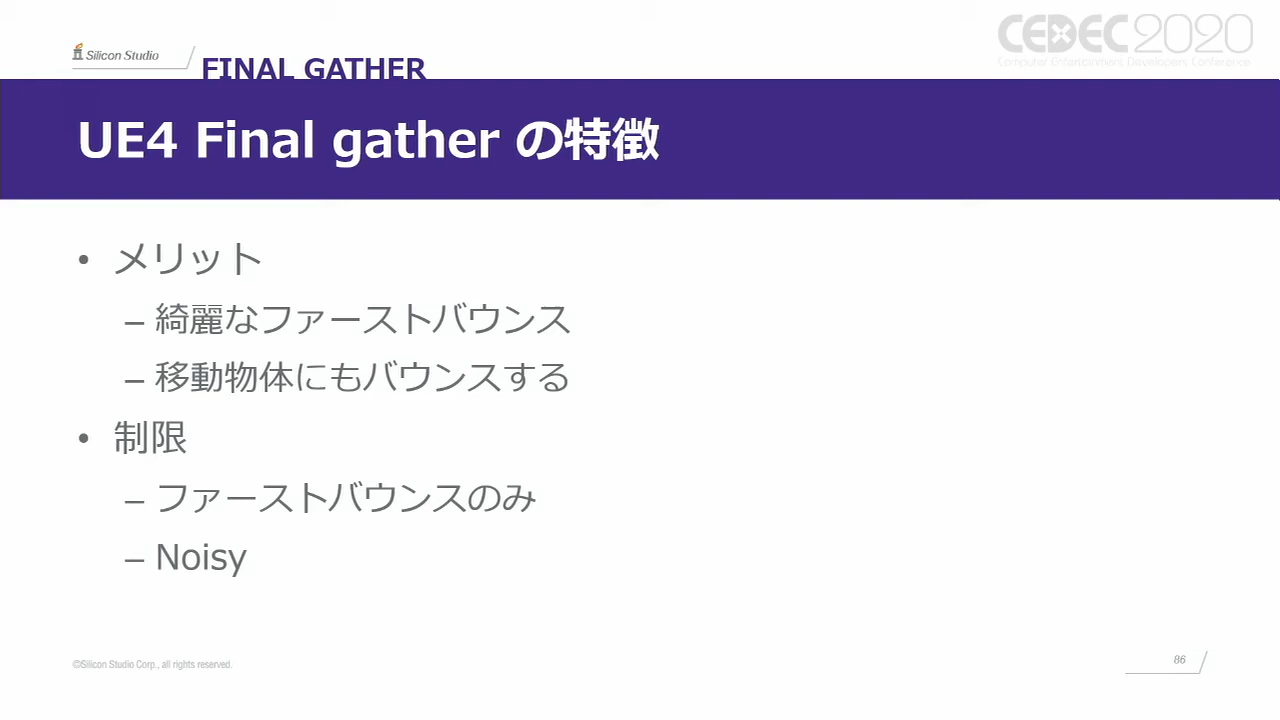 CEDEC2020
Computer Entertainment Developers Conference
Silicon Studio
FINAL GATHER
UE4 Final gather の特徴
• メリット
– 綺麗なファーストバウンス
– 移動物体にもバウンスする
• 制限
– ファーストバウンスのみ
– Noisy
©Silicon Studio Corp., all rights reserved.
86